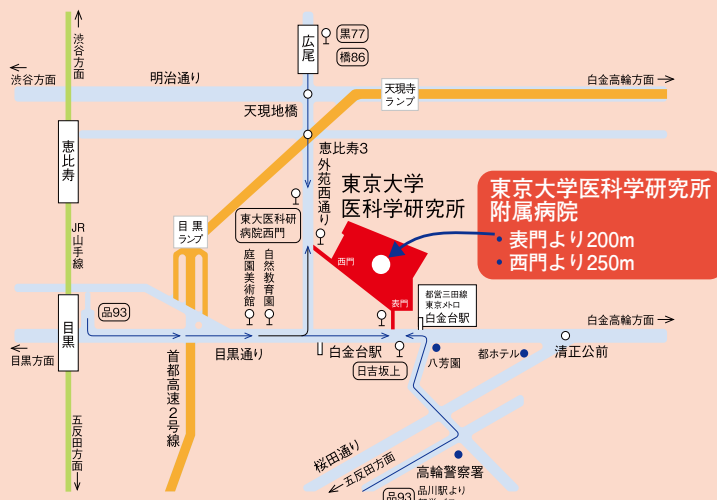 渋谷方面
渋谷方面
明治通り
広尾
黒77
橋86
天現寺
ランプ
白金高輪方面
天現地橋
恵比寿
恵比寿3
外苑西通り
東京大学
医科学研究所
東京大学医科学研究所
附属病院
・表門より200m
・西門より250m
目黒
ランプ
東大医科研
病院西門
西門
表門
JR山手線
庭園美術館
自然教育園
都営三田線
東京メトロ
白金台駅
品93
目黒
目黒方面
首都高速2号線
目黒通り
白金台駅
日吉坂上
八芳園
都ホテル
清正公前
白金高輪方面
五反田方面
桜田通り
五反田方面
高輪警察署
品93
品川駅より